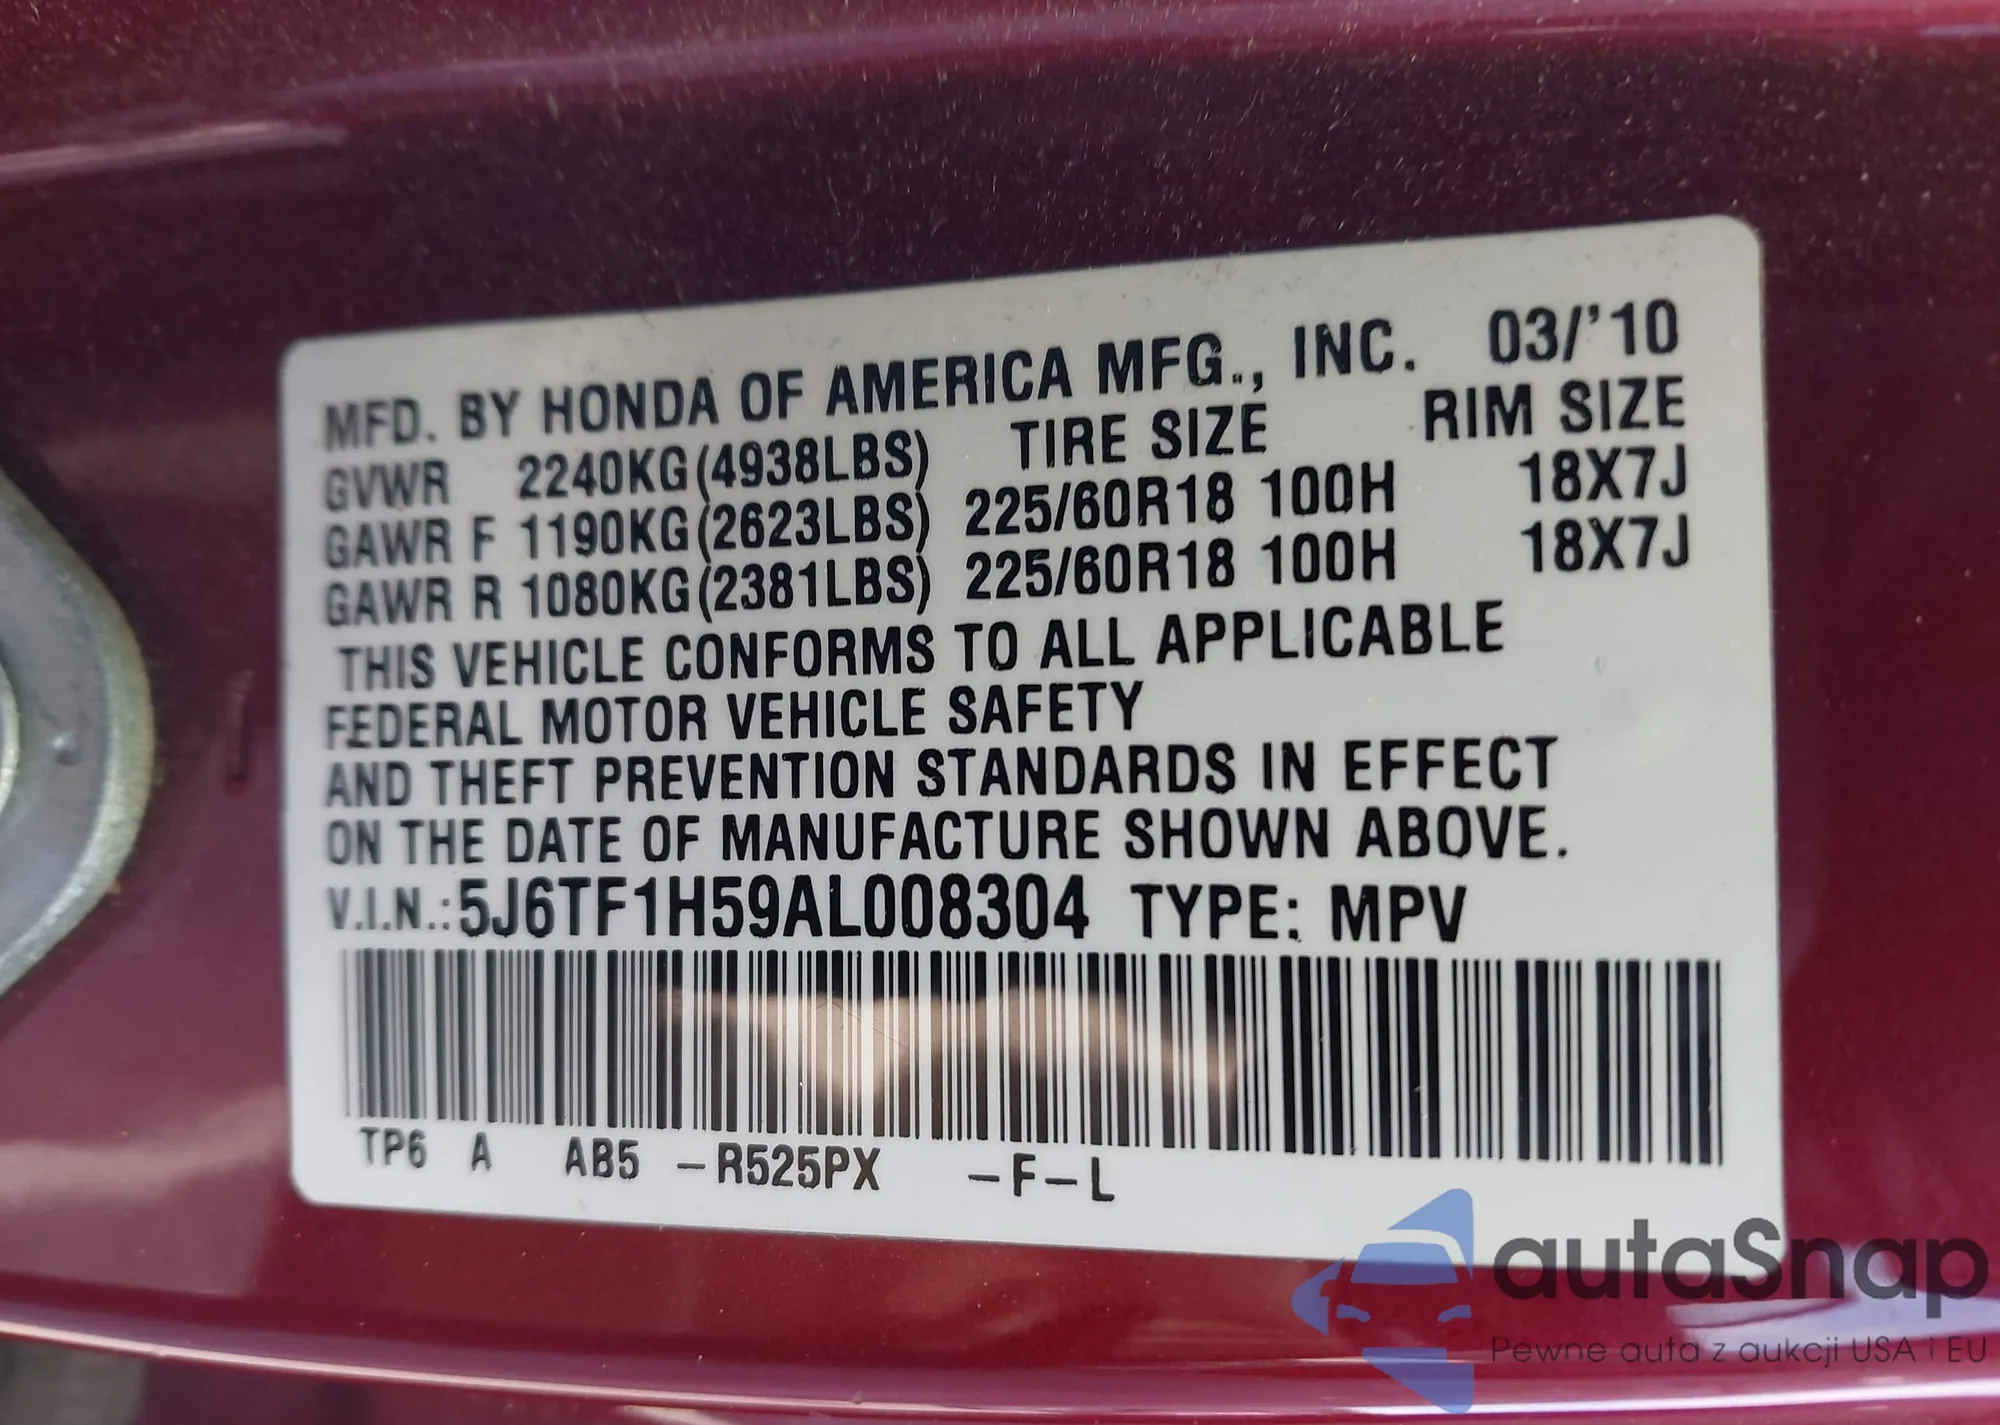 MFD. BY HONDA OF AMERICA MFG., INC. 03/'10
GVWR 2240KG(4938LBS) TIRE SIZE RIM SIZE
GAWR F 1190KG(2623LBS) 225/60R18 100H 18X7J
GAWR R 1080KG(2381LBS) 225/60R18 100H 18X7J
THIS VEHICLE CONFORMS TO ALL APPLICABLE
FEDERAL MOTOR VEHICLE SAFETY
AND THEFT PREVENTION STANDARDS IN EFFECT
ON THE DATE OF MANUFACTURE SHOWN ABOVE.
V.I.N.:5J6TF1H59AL008304 TYPE: MPV
TP6 A AB5 –R525PX –F–L
autaSnap
Pewne auta z aukcji USA i EU